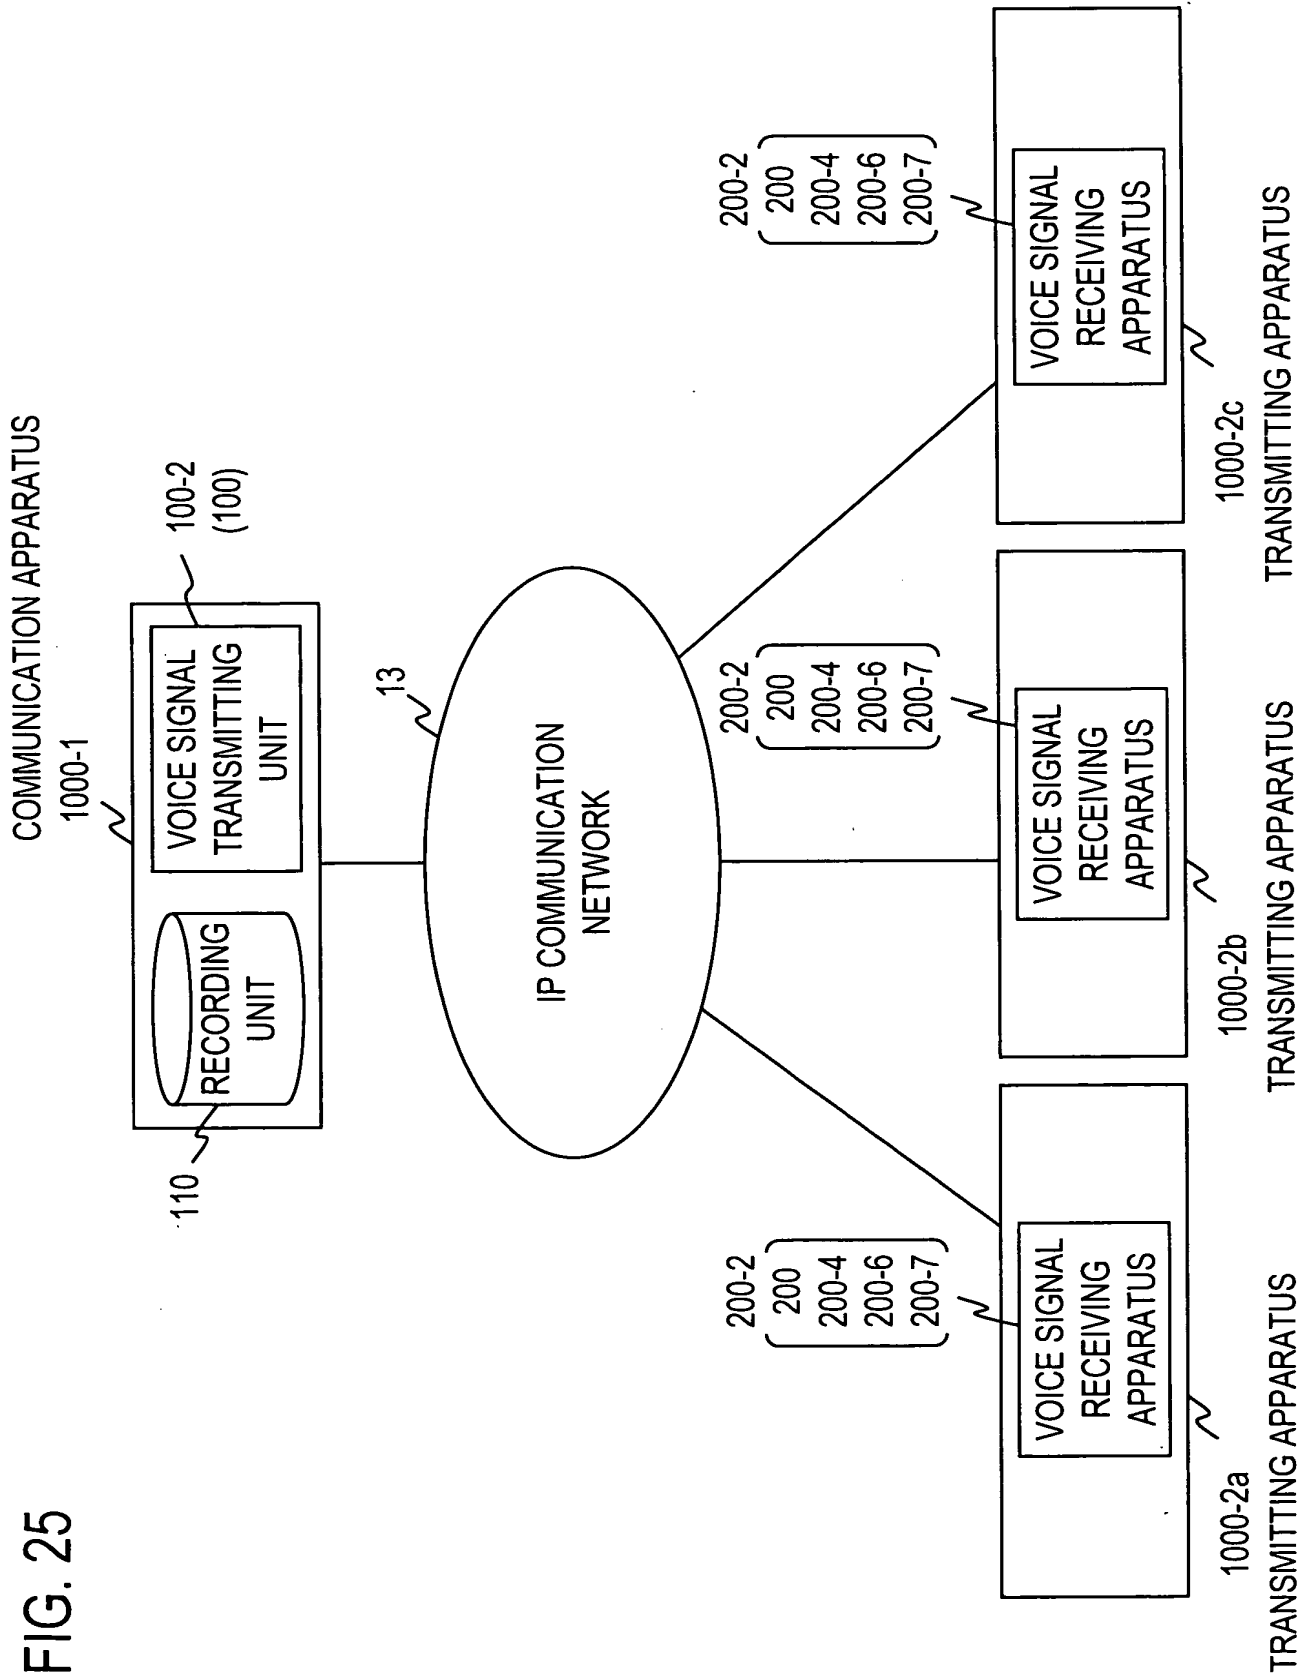 FIG. 25
COMMUNICATION APPARATUS
1000-1
110
RECORDING
UNIT
VOICE SIGNAL
TRANSMITTING
UNIT
100-2
(100)
13
IP COMMUNICATION
NETWORK
200-2
200
200-4
200-6
200-7
VOICE SIGNAL
RECEIVING
APPARATUS
1000-2a
TRANSMITTING APPARATUS
200-2
200
200-4
200-6
200-7
VOICE SIGNAL
RECEIVING
APPARATUS
1000-2b
TRANSMITTING APPARATUS
200-2
200
200-4
200-6
200-7
VOICE SIGNAL
RECEIVING
APPARATUS
1000-2c
TRANSMITTING APPARATUS